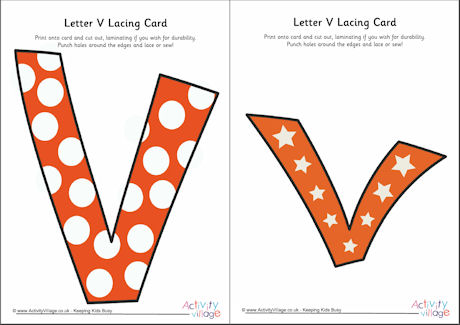 Letter V Lacing Card
Print onto card and cut out, laminating if you wish for durability.
Punch holes around the edges and lace or sew!
V
© www.ActivityVillage.co.uk - Keeping Kids Busy
Activity
village
Letter V Lacing Card
Print onto card and cut out, laminating if you wish for durability.
Punch holes around the edges and lace or sew!
v
© www.ActivityVillage.co.uk - Keeping Kids Busy
Activity
village